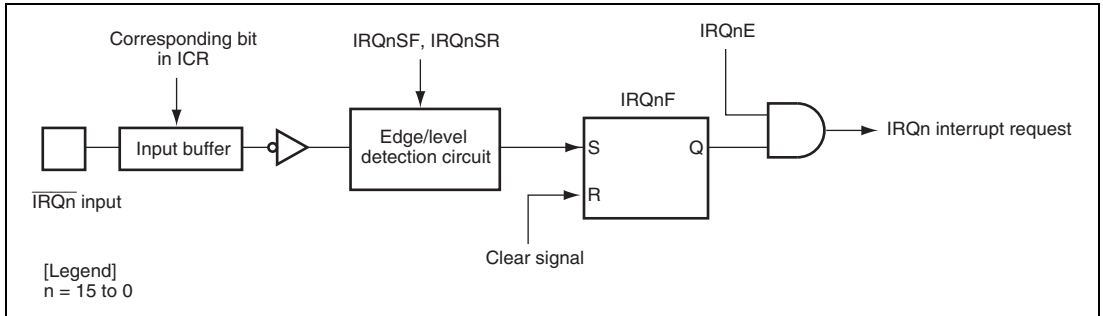 Corresponding bit
in ICR
IRQnSF, IRQnSR
IRQnE
IRQnF
Input buffer
Edge/level
detection circuit
S
Q
R
IRQn interrupt request
I̅R̅Q̅n̅ input
Clear signal
[Legend]
n = 15 to 0